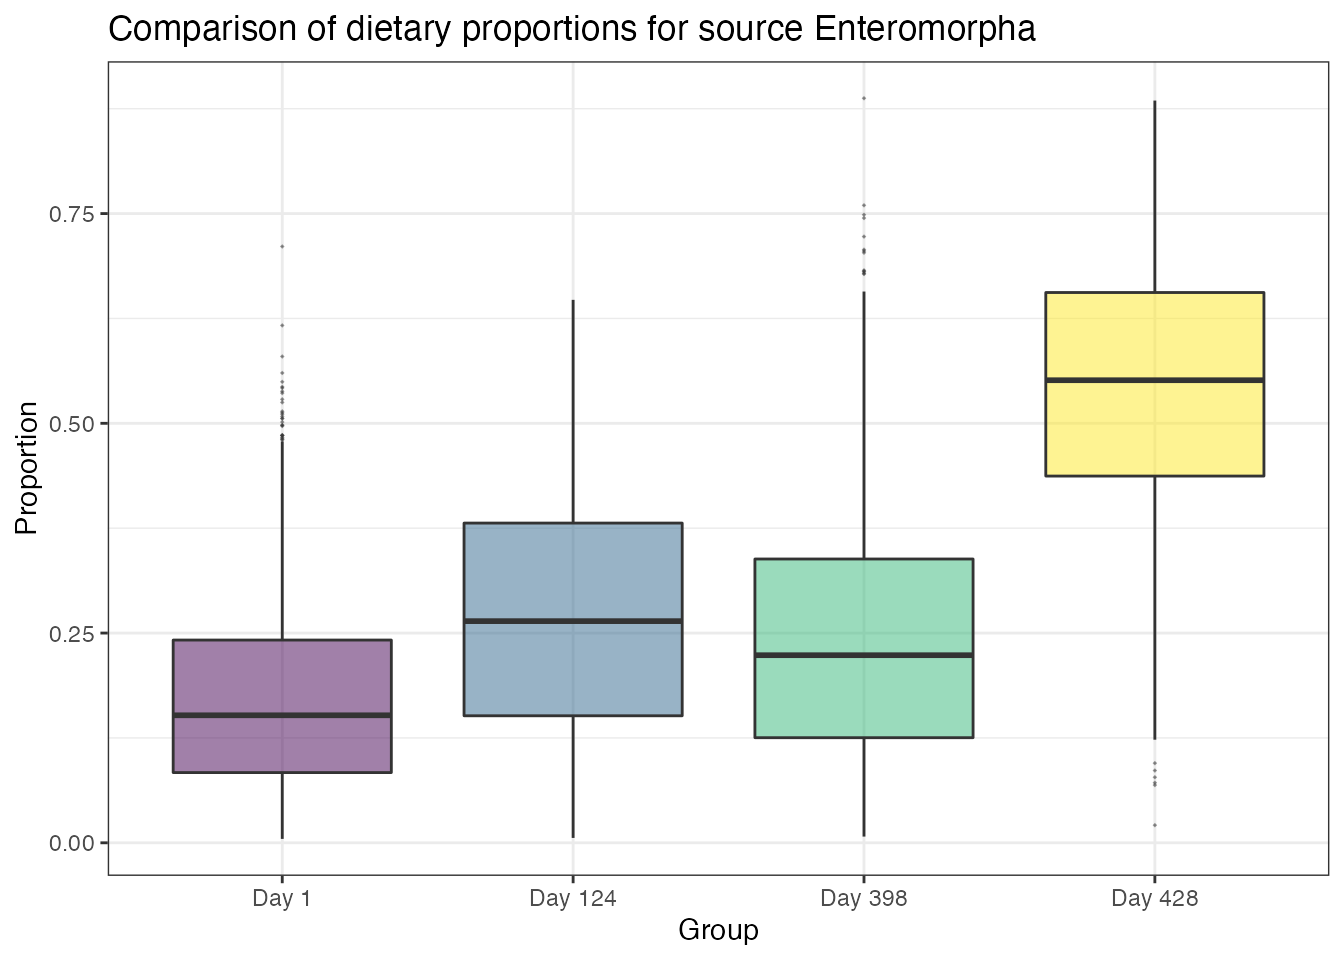 Comparison of dietary proportions for source Enteromorpha
Proportion
0.75
0.50
0.25
0.00
Day 1
Day 124
Day 398
Day 428
Group